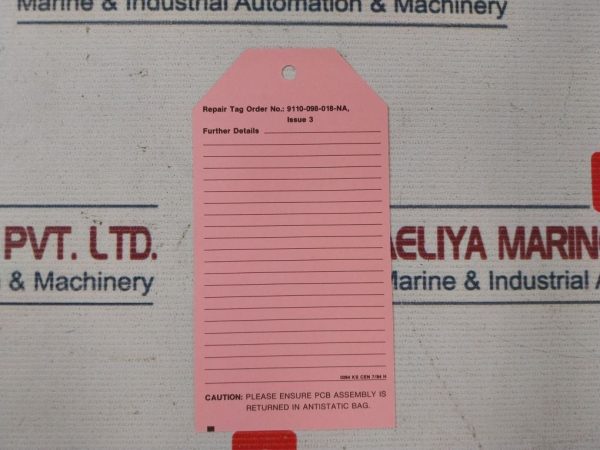 Marine & Industrial Automation & Machinery
Repair Tag Order No.: 9110-098-018-NA,
Issue 3
Further Details
PVT. LTD.
AELIYA MARIN
& Machinery
Marine & Industrial A
CAUTION: PLEASE ENSURE PCB ASSEMBLY IS
RETURNED IN ANTISTATIC BAG.